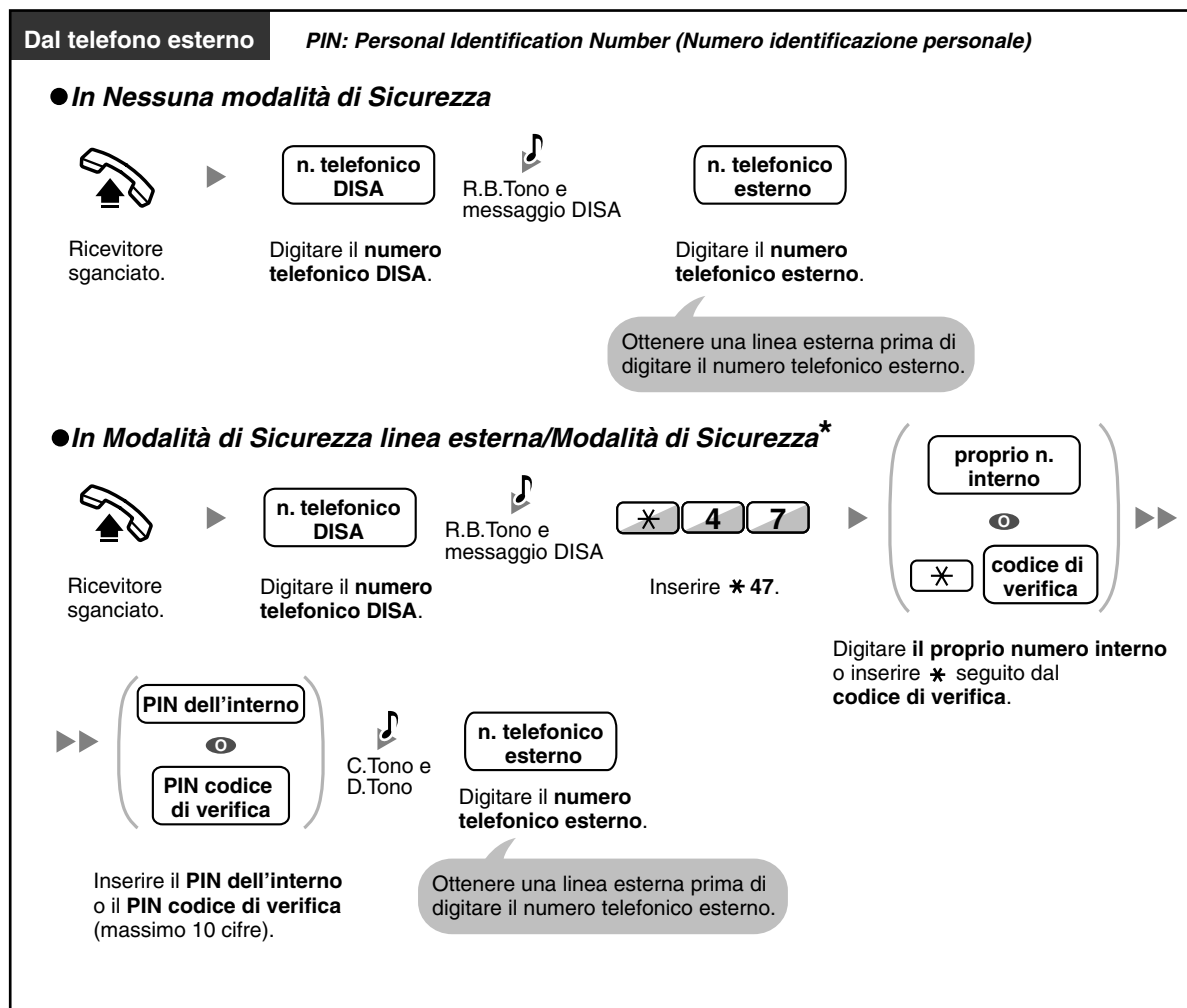 Dal telefono esterno
PIN: Personal Identification Number (Numero identificazione personale)
●In Nessuna modalità di Sicurezza
n. telefonico
DISA
R.B.Tono e
messaggio DISA
n. telefonico
esterno
Ricevitore
sganciato.
Digitare il numero
telefonico DISA.
Digitare il numero
telefonico esterno.
Ottenere una linea esterna prima di
digitare il numero telefonico esterno.
●In Modalità di Sicurezza linea esterna/Modalità di Sicurezza*
n. telefonico
DISA
R.B.Tono e
messaggio DISA
* 4 7
proprio n.
interno
o
* codice di
verifica
Ricevitore
sganciato.
Digitare il numero
telefonico DISA.
Inserire * 47.
Digitare il proprio numero interno
o inserire * seguito dal
codice di verifica.
PIN dell'interno
o
PIN codice
di verifica
C.Tono e
D.Tono
n. telefonico
esterno
Digitare il numero
telefonico esterno.
Inserire il PIN dell'interno
o il PIN codice di verifica
(massimo 10 cifre).
Ottenere una linea esterna prima di
digitare il numero telefonico esterno.